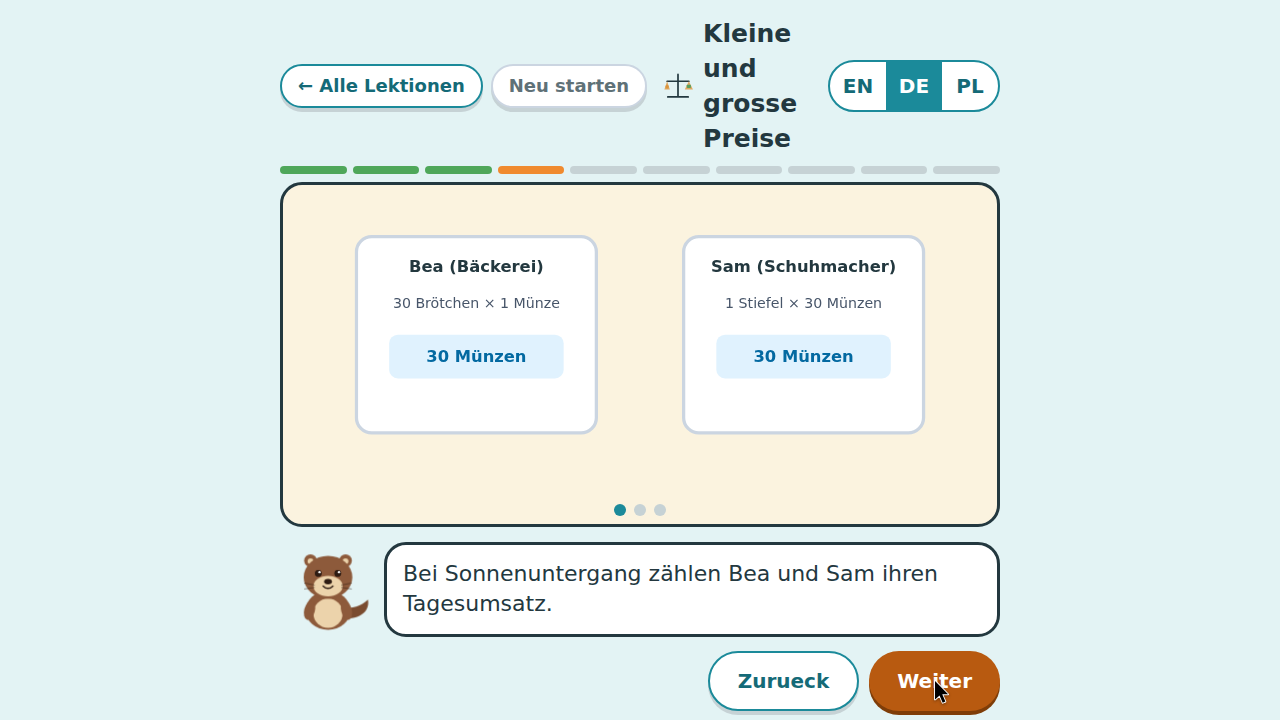 ← Alle Lektionen
Neu starten
Kleine
und
grosse
Preise
EN DE PL
Bea (Bäckerei)
30 Brötchen × 1 Münze
30 Münzen
Sam (Schuhmacher)
1 Stiefel × 30 Münzen
30 Münzen
Bei Sonnenuntergang zählen Bea und Sam ihren
Tagesumsatz.
Zurueck
Weiter